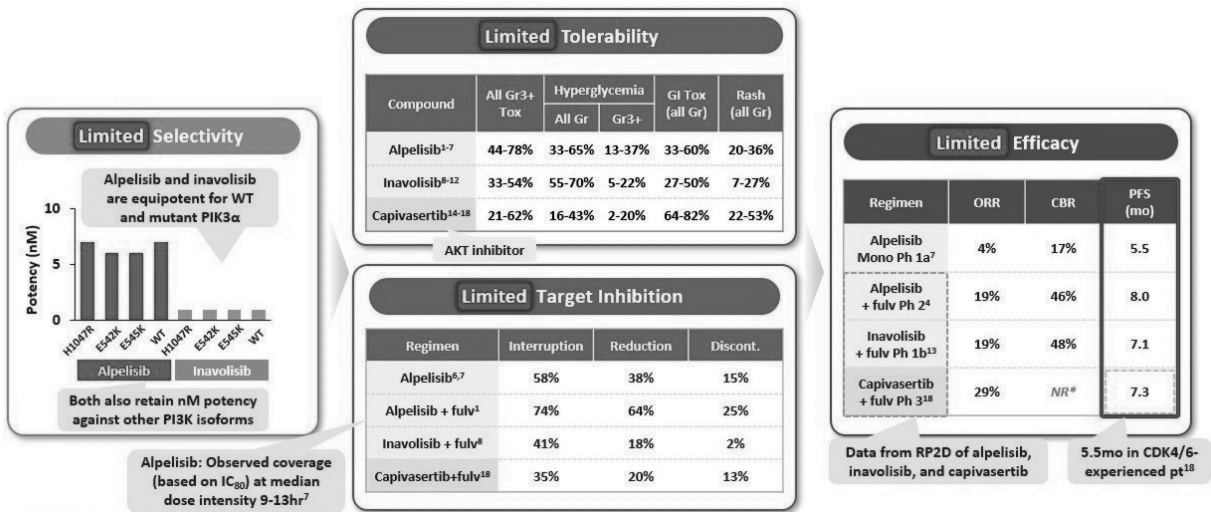 Limited Selectivity
Alpelisib and inavolisib
are equipotent for WT
and mutant PIK3α
Potency (nM)
10
5
0
H1047R E542K E545K WT H1047R E542K E545K WT
Alpelisib Inavolisib
Both also retain nM potency
against other PI3K isoforms
Limited Tolerability
Compound All Gr3+ Tox Hyperglycemia GI Tox (all Gr) Rash (all Gr)
All Gr Gr3+
Alpelisib1-7 44-78% 33-65% 13-37% 33-60% 20-36%
Inavolisib8-12 33-54% 55-70% 5-22% 27-50% 7-27%
Capivasertib14-18 21-62% 16-43% 2-20% 64-82% 22-53%
AKT inhibitor
Limited Target Inhibition
Regimen Interruption Reduction Discont.
Alpelisib6,7 58% 38% 15%
Alpelisib + fulv1 74% 64% 25%
Inavolisib + fulv8 41% 18% 2%
Capivasertib+fulv18 35% 20% 13%
Alpelisib: Observed coverage
(based on IC80) at median
dose intensity 9-13hr7
Limited Efficacy
Regimen ORR CBR PFS (mo)
Alpelisib Mono Ph 1a7 4% 17% 5.5
Alpelisib + fulv Ph 24 19% 46% 8.0
Inavolisib + fulv Ph 1b13 19% 48% 7.1
Capivasertib + fulv Ph 318 29% NR* 7.3
Data from RP2D of alpelisib,
inavolisib, and capivasertib
5.5mo in CDK4/6-
experienced pt18